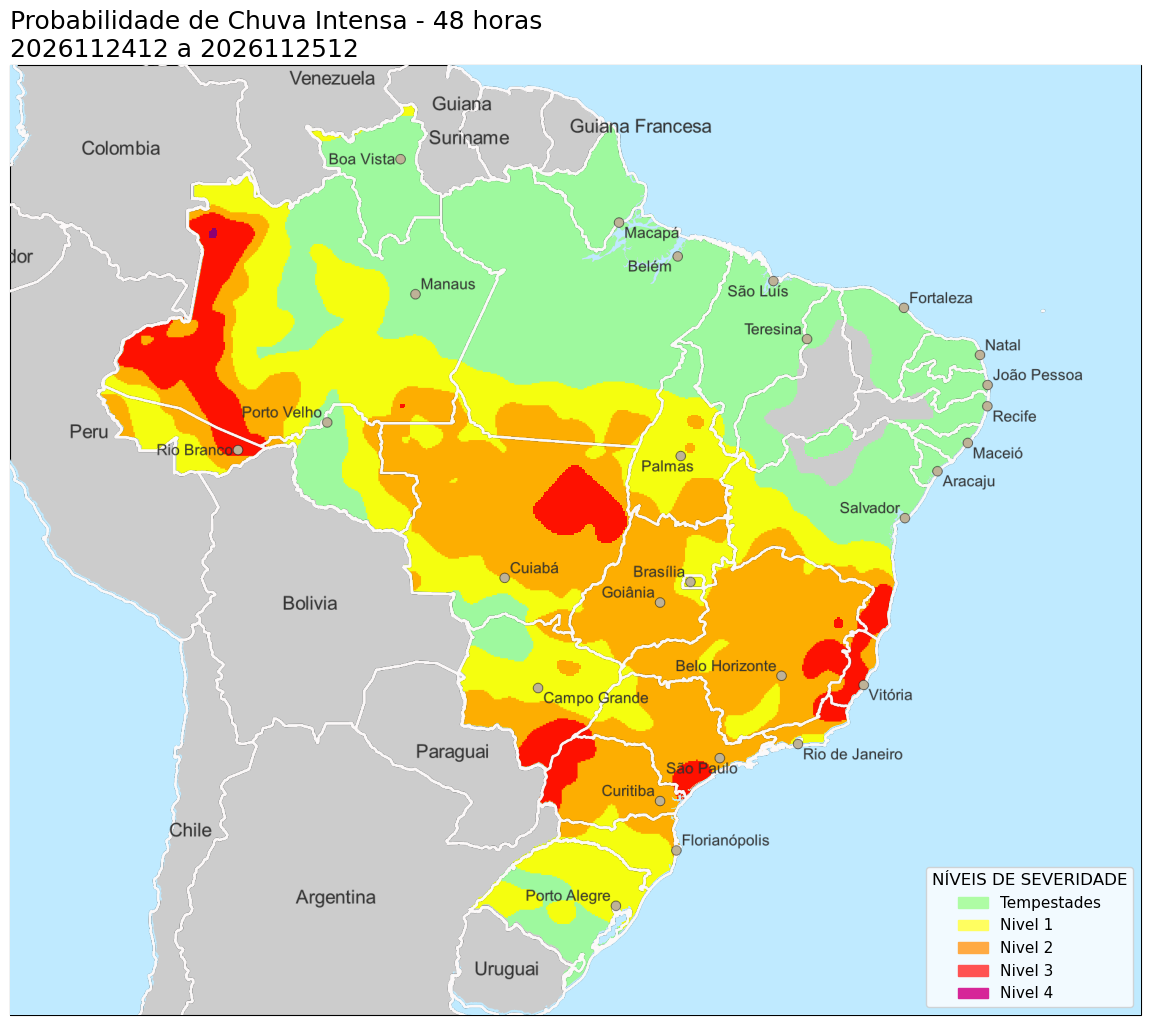 Probabilidade de Chuva Intensa - 48 horas
2026112412 a 2026112512
Venezuela
Guiana
Suriname
Guiana Francesa
Colombia
Boa Vista
Macapá
dor
Belém
Manaus
São Luís
Fortaleza
Teresina
Natal
João Pessoa
Recife
Porto Velho
Peru
Rio Branco
Palmas
Maceió
Aracaju
Salvador
Cuiabá
Brasília
Goiânia
Bolivia
Belo Horizonte
Campo Grande
Vitória
Paraguai
Rio de Janeiro
São Paulo
Curitiba
Chile
Florianópolis
Argentina
Porto Alegre
Uruguai
NÍVEIS DE SEVERIDADE
Tempestades
Nivel 1
Nivel 2
Nivel 3
Nivel 4